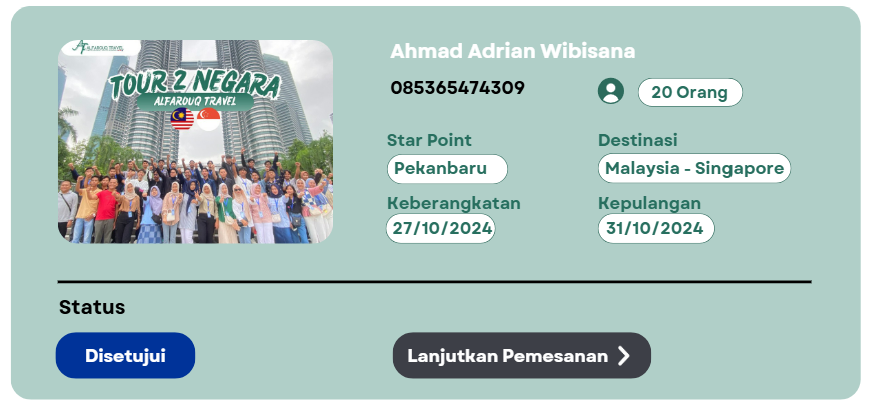 ALFAROUQ TRAVEL
TOUR 2 NEGARA
ALFAROUQ TRAVEL
Ahmad Adrian Wibisana
085365474309
20 Orang
Star Point
Destinasi
Pekanbaru
Malaysia - Singapore
Keberangkatan
Kepulangan
27/10/2024
31/10/2024
Status
Disetujui
Lanjutkan Pemesanan